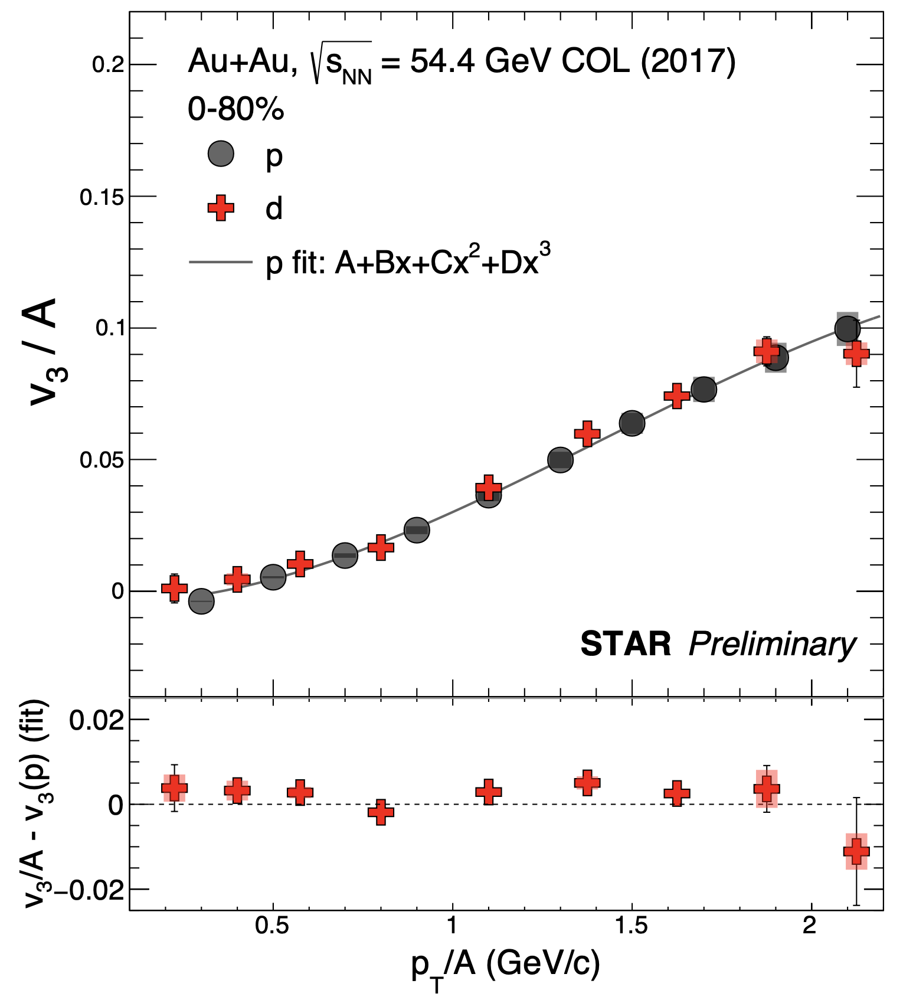 Au+Au, √sNN = 54.4 GeV COL (2017)
0-80%
p
d
p fit: A+Bx+Cx²+Dx³
v₃ / A
0.2
0.15
0.1
0.05
0
STAR Preliminary
v₃/A - v₃(p) (fit)
0.02
0
−0.02
0.5
1
1.5
2
pT/A (GeV/c)